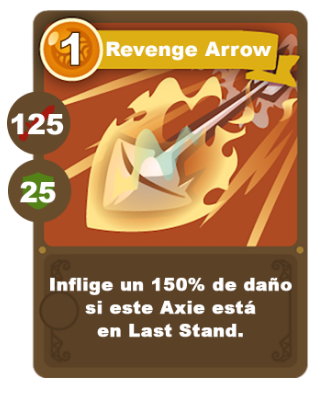 1
Revenge Arrow
125
25
Inflige un 150% de daño
si este Axie está
en Last Stand.